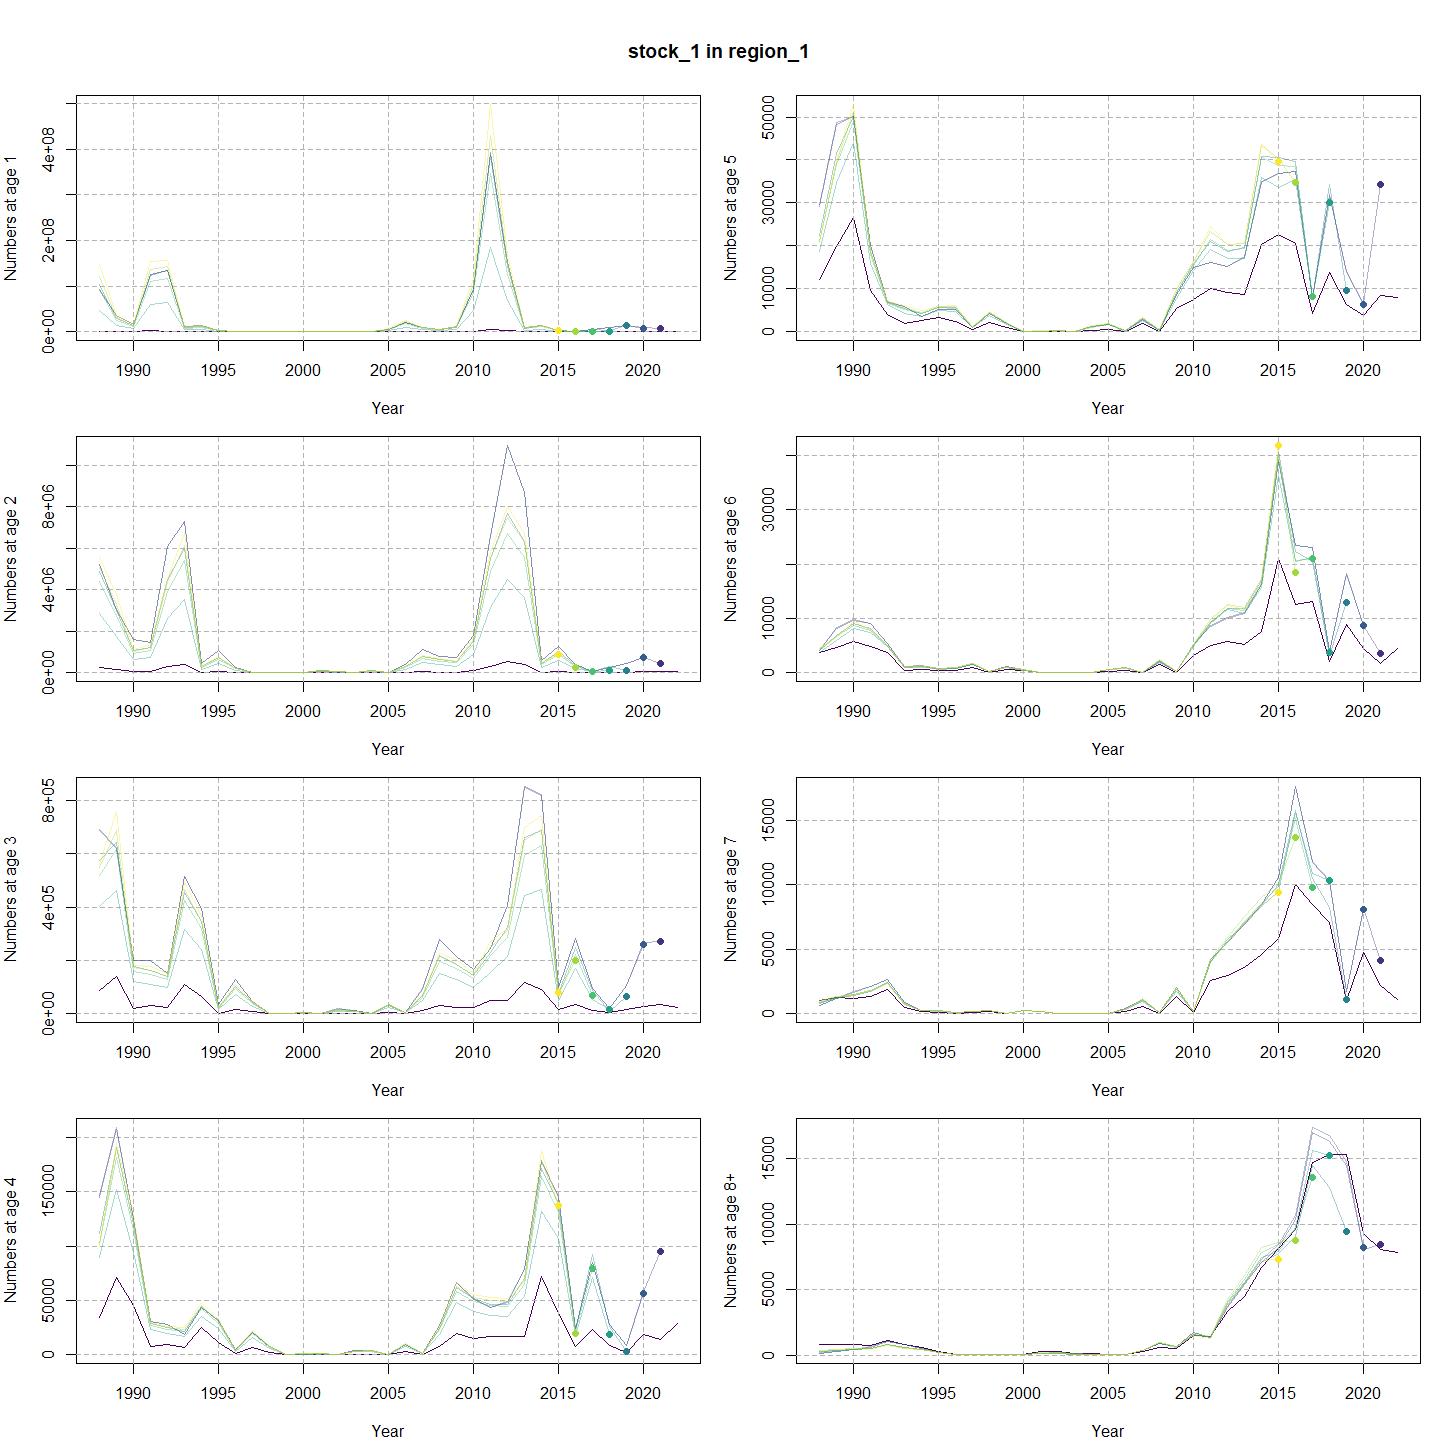 stock_1 in region_1
Numbers at age 1
0e+00 2e+08 4e+08
1990 1995 2000 2005 2010 2015 2020
Year
Numbers at age 5
0 10000 30000 50000
1990 1995 2000 2005 2010 2015 2020
Year
Numbers at age 2
0e+00 4e+06 8e+06
1990 1995 2000 2005 2010 2015 2020
Year
Numbers at age 6
0 10000 30000
1990 1995 2000 2005 2010 2015 2020
Year
Numbers at age 3
0e+00 4e+05 8e+05
1990 1995 2000 2005 2010 2015 2020
Year
Numbers at age 7
0 5000 10000 15000
1990 1995 2000 2005 2010 2015 2020
Year
Numbers at age 4
0 50000 150000
1990 1995 2000 2005 2010 2015 2020
Year
Numbers at age 8+
0 5000 10000 15000
1990 1995 2000 2005 2010 2015 2020
Year